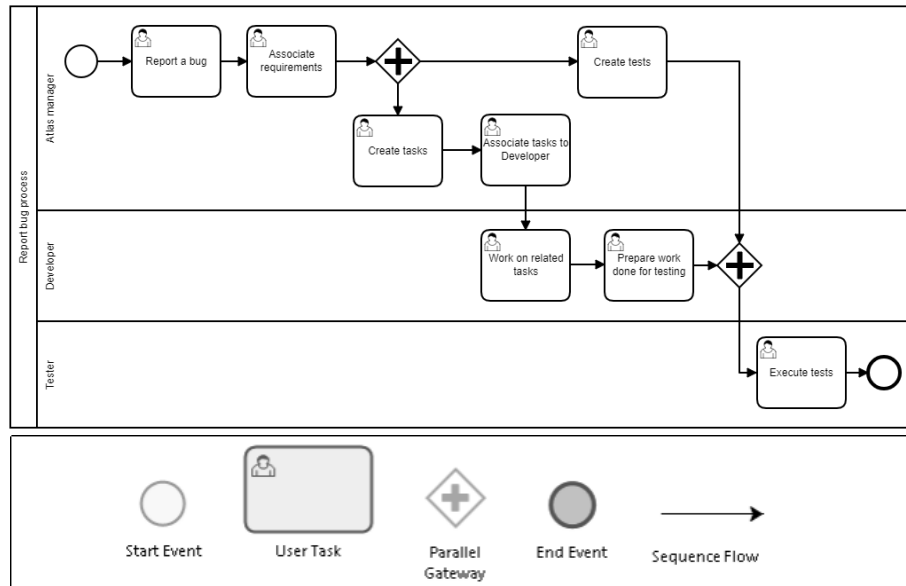 Report bug process
Atlas manager
Report a bug
Associate
requirements
Create tests
Create tasks
Associate tasks to
Developer
Developer
Work on related
tasks
Prepare work
done for testing
Tester
Execute tests
Start Event
User Task
Parallel
Gateway
End Event
Sequence Flow